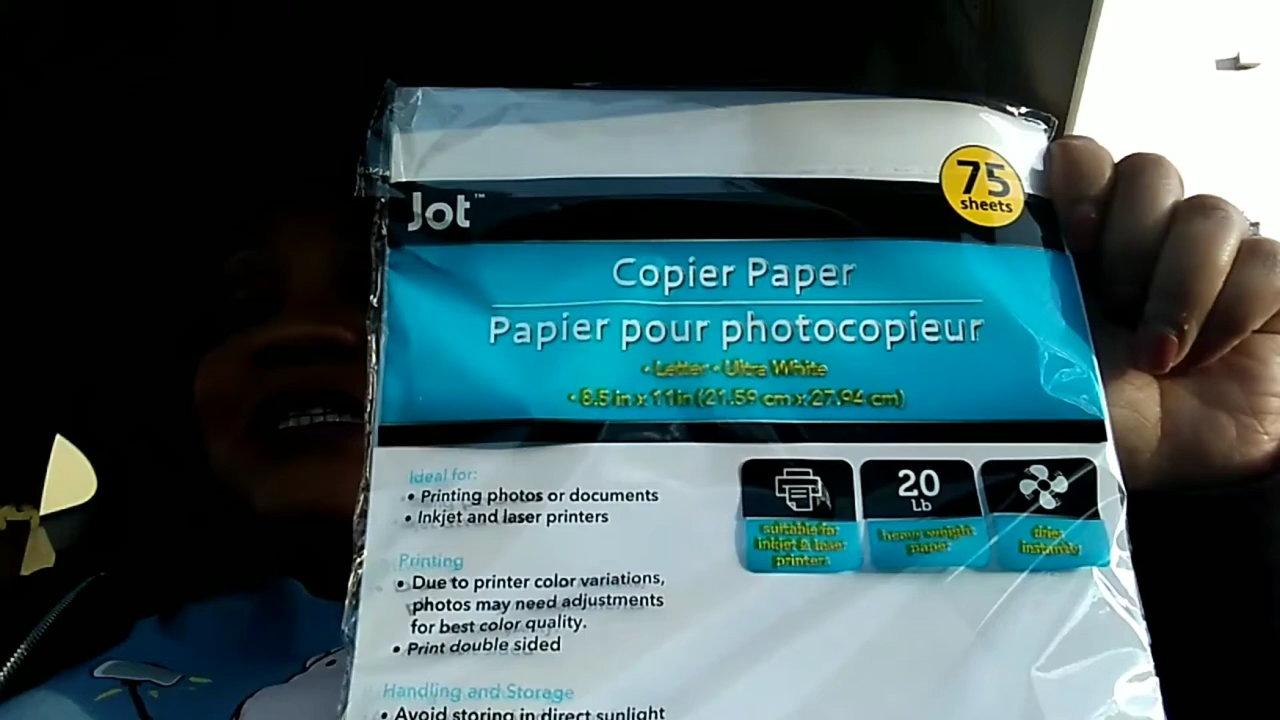 Jot™
75
sheets
Copier Paper
Papier pour photocopieur
• Letter • Ultra White
• 8.5 in x 11in (21.59 cm x 27.94 cm)
Ideal for:
• Printing photos or documents
• Inkjet and laser printers
Printing
• Due to printer color variations,
photos may need adjustments
for best color quality.
• Print double sided
Handling and Storage
• Avoid storing in direct sunlight
suitable for
inkjet & laser
printers
20
Lb
heavy weight
paper
dries
instantly